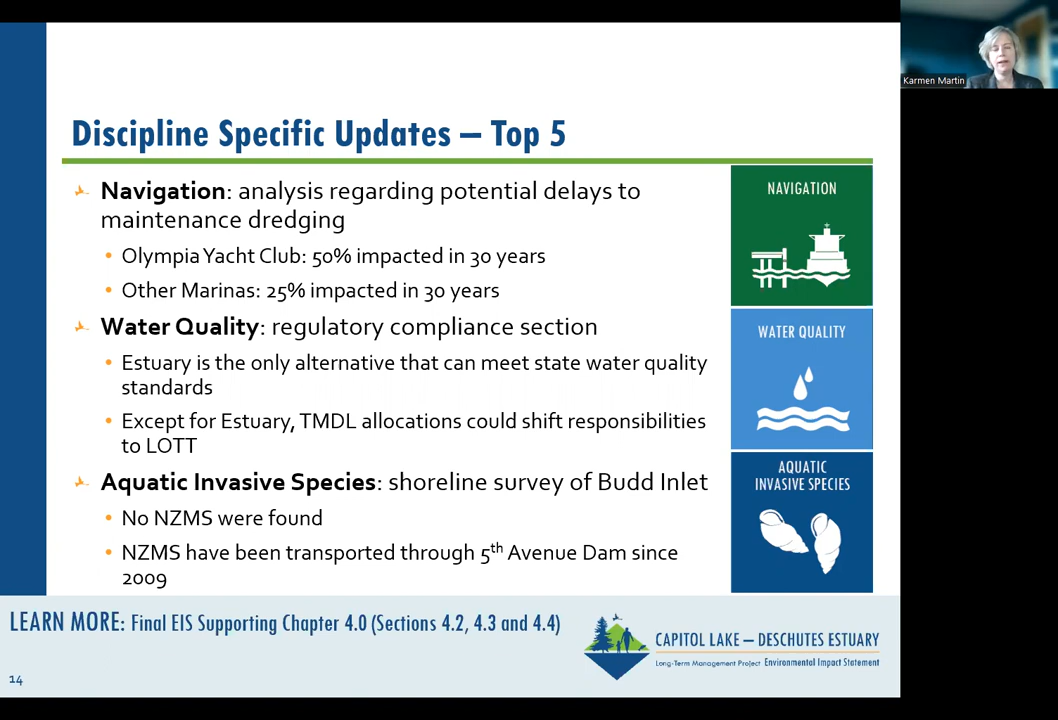 Karmen Martin
Discipline Specific Updates – Top 5
Navigation: analysis regarding potential delays to
maintenance dredging
Olympia Yacht Club: 50% impacted in 30 years
Other Marinas: 25% impacted in 30 years
Water Quality: regulatory compliance section
Estuary is the only alternative that can meet state water quality
standards
Except for Estuary, TMDL allocations could shift responsibilities
to LOTT
Aquatic Invasive Species: shoreline survey of Budd Inlet
No NZMS were found
NZMS have been transported through 5th Avenue Dam since
2009
NAVIGATION
WATER QUALITY
AQUATIC
INVASIVE SPECIES
LEARN MORE: Final EIS Supporting Chapter 4.0 (Sections 4.2, 4.3 and 4.4)
CAPITOL LAKE – DESCHUTES ESTUARY
Long-Term Management Project Environmental Impact Statement
14